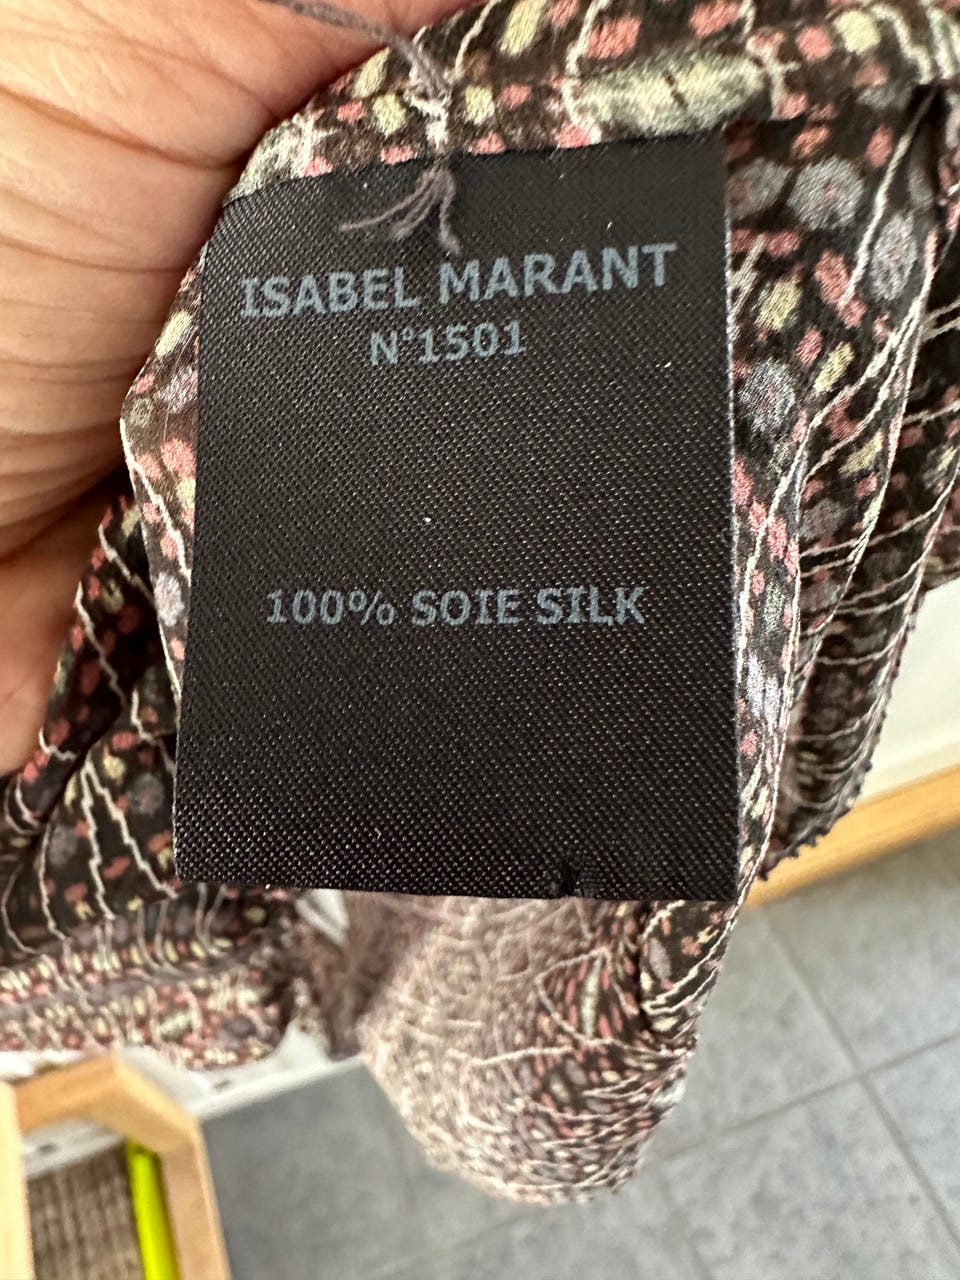 ISABEL MARANT
N°1501
100% SOIE SILK